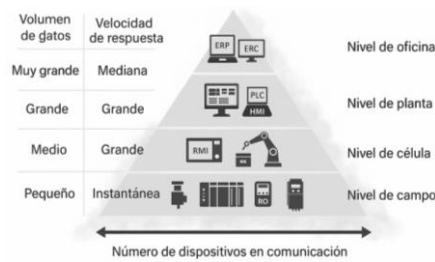 Volumen
de datos
Velocidad
de respuesta
ERP
ERC
Nivel de oficina
Muy grande
Mediana
PLC
HMI
Nivel de planta
Grande
Grande
RMI
Nivel de célula
Medio
Grande
Pequeño
Instantánea
RO
Nivel de campo
Número de dispositivos en comunicación